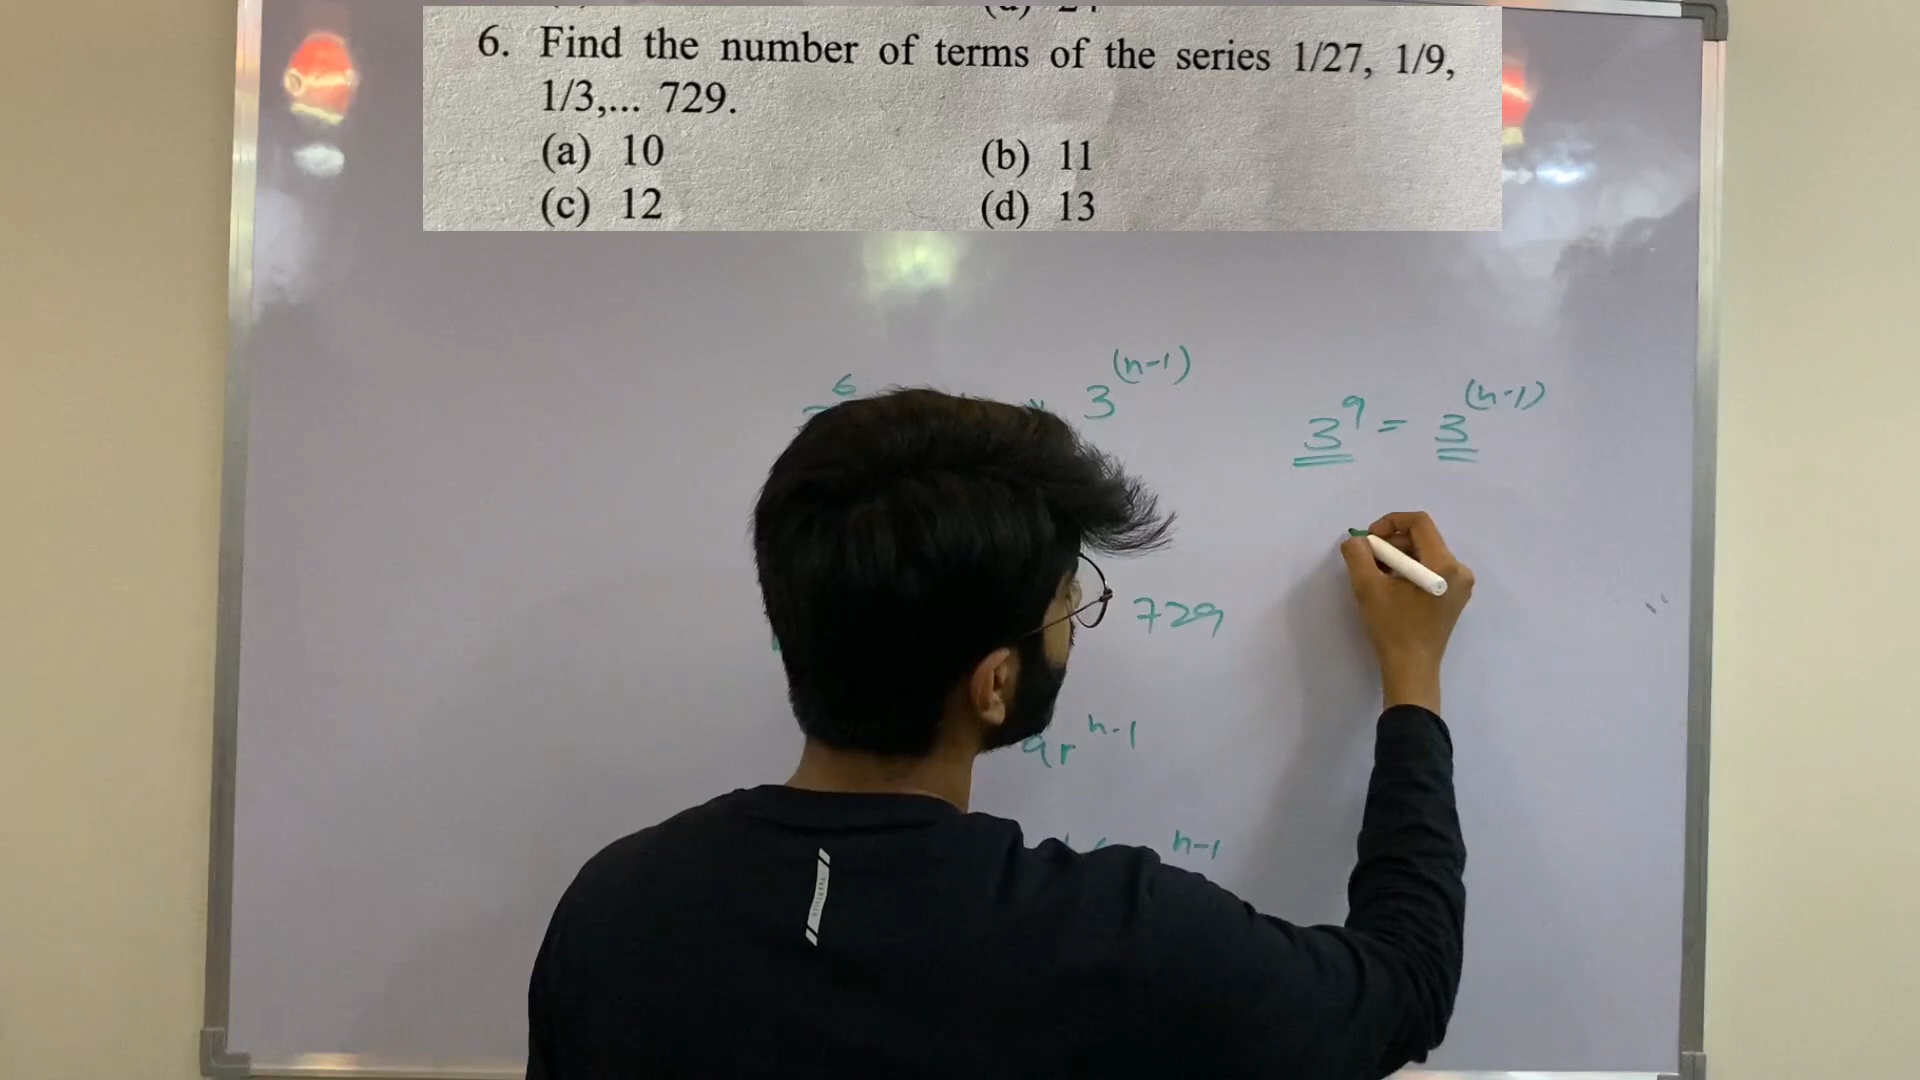 6. Find the number of terms of the series 1/27, 1/9,
1/3,... 729.
(a) 10 (b) 11
(c) 12 (d) 13
6 3^(n-1)
3^9 = 3^(n-1)
729
ar^n-1
n-1